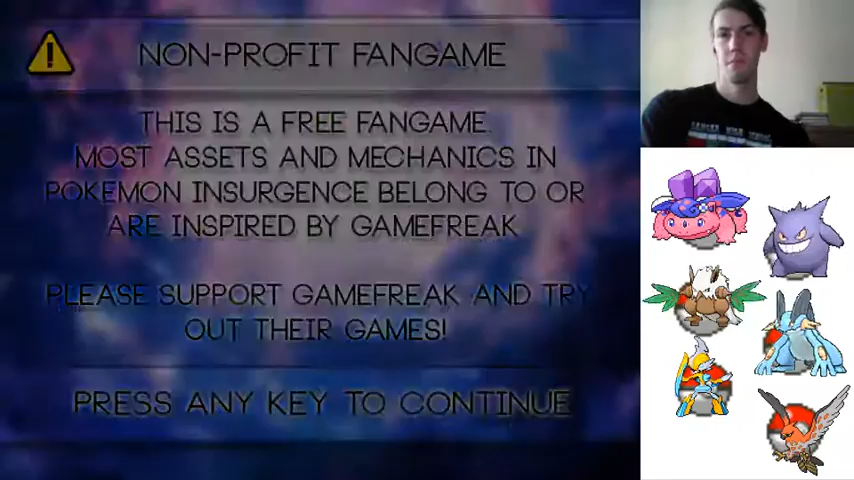 NON-PROFIT FANGAME
THIS IS A FREE FANGAME.
MOST ASSETS AND MECHANICS IN
POKEMON INSURGENCE BELONG TO OR
ARE INSPIRED BY GAMEFREAK
PLEASE SUPPORT GAMEFREAK AND TRY
OUT THEIR GAMES!
PRESS ANY KEY TO CONTINUE